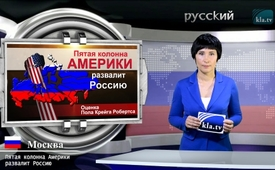 русский
kla.tv
Пятая колонна
АМЕРИКИ
развалит
Россию
Оценка
Пола Крейга Робертса
kla.tv
Москва
Пятая колонна Америки
развалит Россию